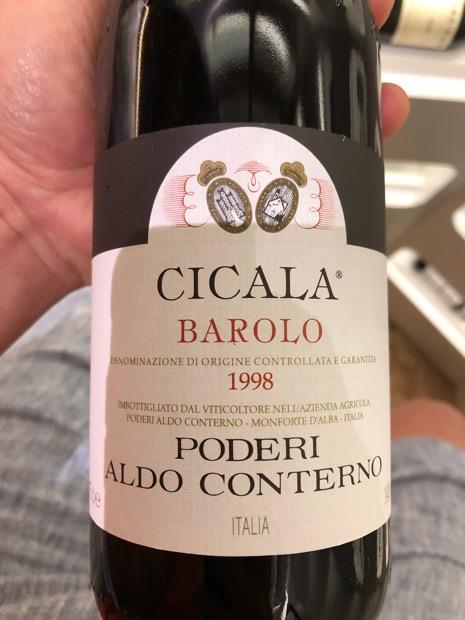 CICALA®
BAROLO
DENOMINAZIONE DI ORIGINE CONTROLLATA E GARANTITA
1998
IMBOTTIGLIATO DAL VITICOLTORE NELL'AZIENDA AGRICOLA
PODERI ALDO CONTERNO - MONFORTE D'ALBA - ITALIA
PODERI
ALDO CONTERNO
ITALIA